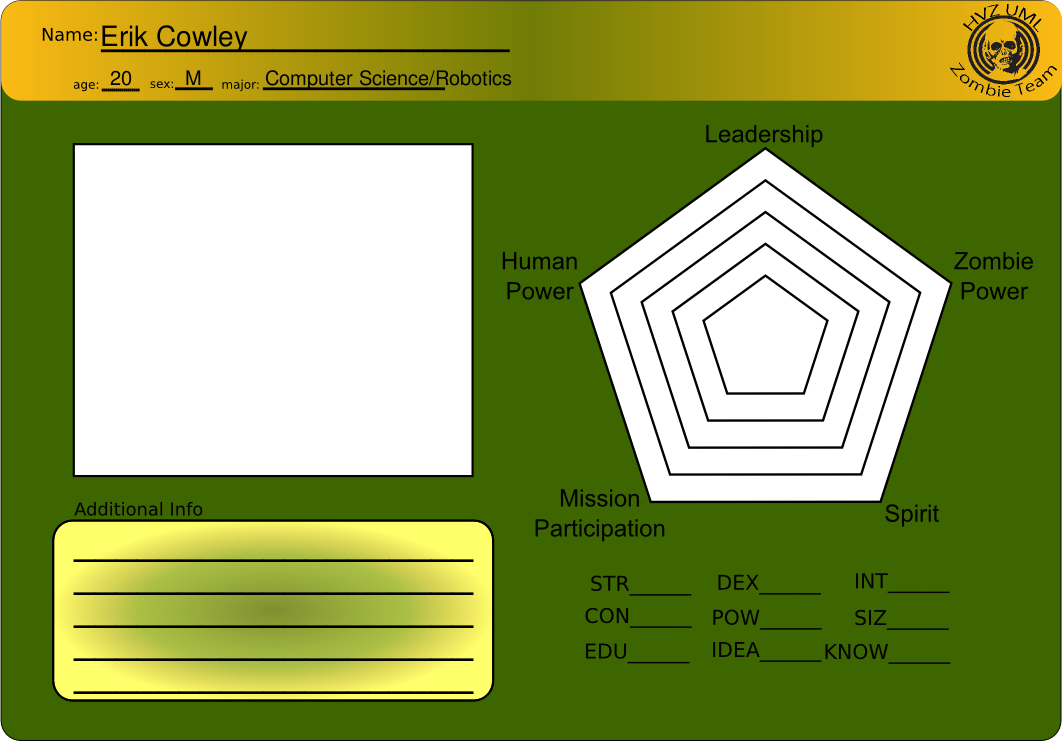 Name: Erik Cowley
age: 20 sex: M major: Computer Science/Robotics
HVZ UML
Zombie Team
Leadership
Human
Power
Zombie
Power
Mission
Participation
Spirit
Additional Info
STR______ DEX______ INT______
CON______ POW______ SIZ______
EDU______ IDEA______ KNOW______